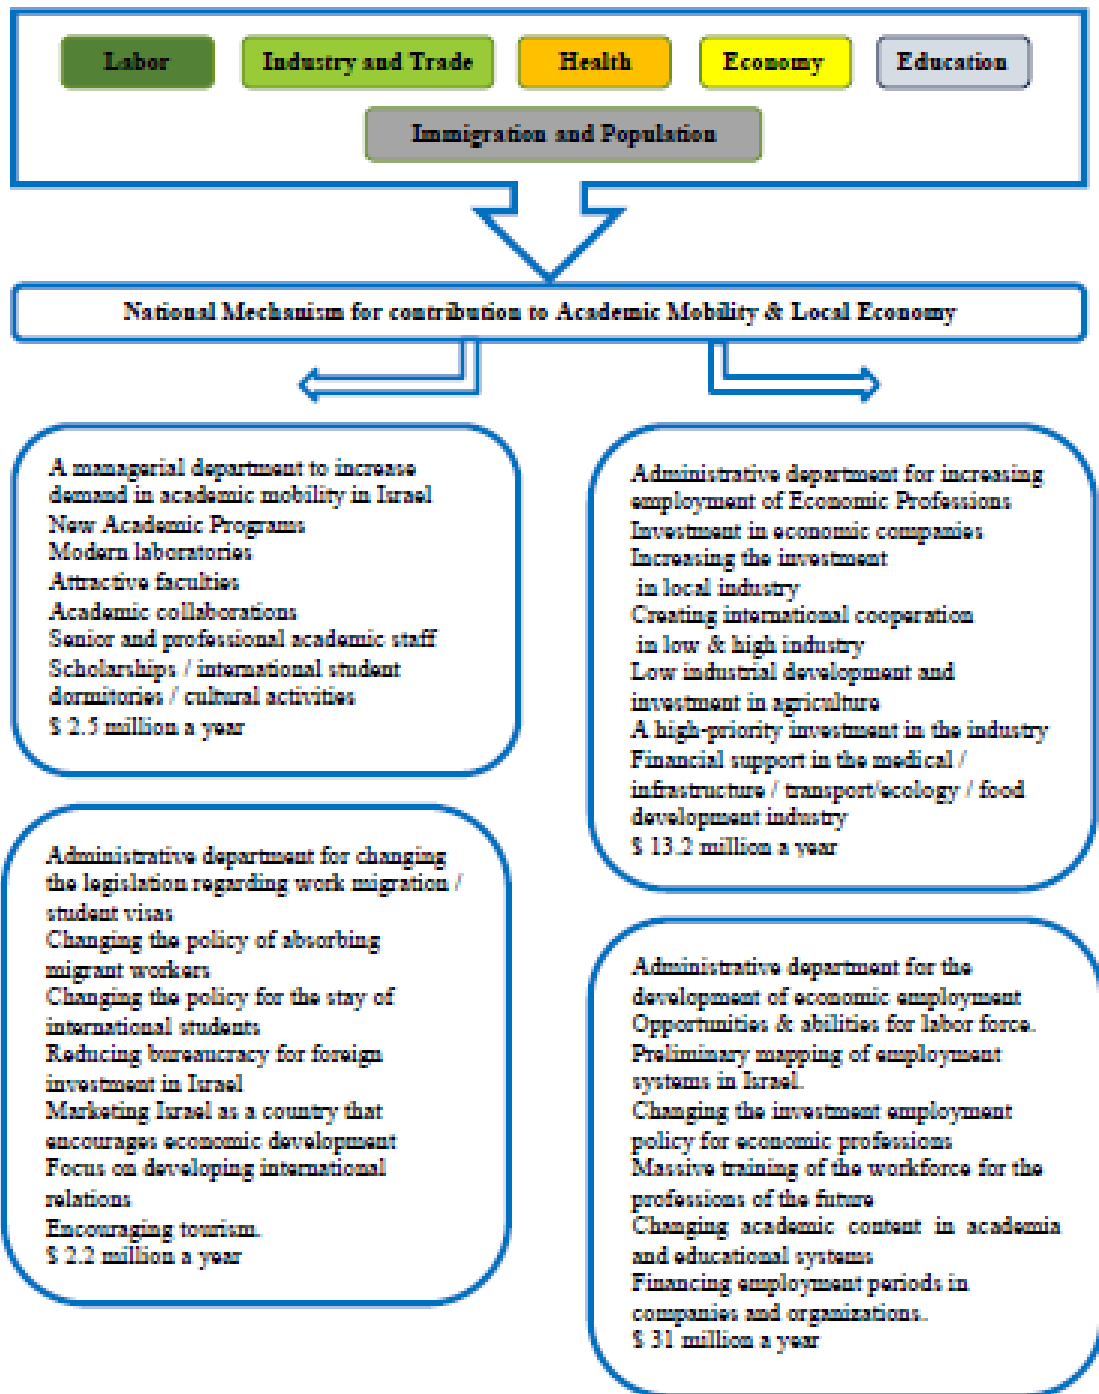 Labor
Industry and Trade
Health
Economy
Education
Immigration and Population
National Mechanism for contribution to Academic Mobility & Local Economy
A managerial department to increase
demand in academic mobility in Israel
New Academic Programs
Modern laboratories
Attractive faculties
Academic collaborations
Senior and professional academic staff
Scholarships / international student
dormitories / cultural activities
$ 2.5 million a year
Administrative department for changing
the legislation regarding work migration /
student visas
Changing the policy of absorbing
migrant workers
Changing the policy for the stay of
international students
Reducing bureaucracy for foreign
investment in Israel
Marketing Israel as a country that
encourages economic development
Focus on developing international
relations
Encouraging tourism.
$ 2.2 million a year
Administrative department for increasing
employment of Economic Professions
Investment in economic companies
Increasing the investment
in local industry
Creating international cooperation
in low & high industry
Low industrial development and
investment in agriculture
A high-priority investment in the industry
Financial support in the medical /
infrastructure / transport/ecology / food
development industry
$ 13.2 million a year
Administrative department for the
development of economic employment
Opportunities & abilities for labor force.
Preliminary mapping of employment
systems in Israel.
Changing the investment employment
policy for economic professions
Massive training of the workforce for the
professions of the future
Changing academic content in academia
and educational systems
Financing employment periods in
companies and organizations.
$ 31 million a year